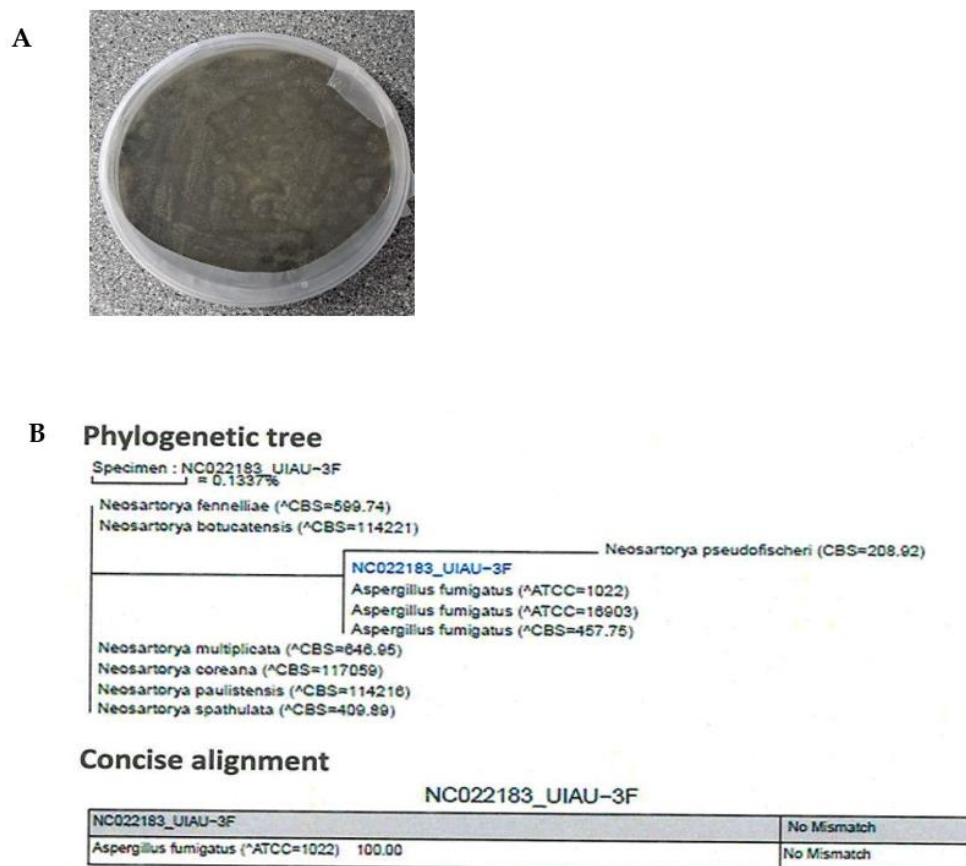 A
B
Phylogenetic tree
Specimen : NC022183_UIAU-3F
= 0.1337%
Neosartorya fennelliae (^CBS=599.74)
Neosartorya botucatensis (^CBS=114221)
Neosartorya pseudofischeri (CBS=208.92)
NC022183_UIAU-3F
Aspergillus fumigatus (^ATCC=1022)
Aspergillus fumigatus (^ATCC=16903)
Aspergillus fumigatus (^CBS=457.75)
Neosartorya multiplicata (^CBS=646.95)
Neosartorya coreana (^CBS=117059)
Neosartorya paulistensis (^CBS=114216)
Neosartorya spathulata (^CBS=409.89)
Concise alignment
NC022183_UIAU-3F
NC022183_UIAU-3F No Mismatch
Aspergillus fumigatus (^ATCC=1022) 100.00 No Mismatch